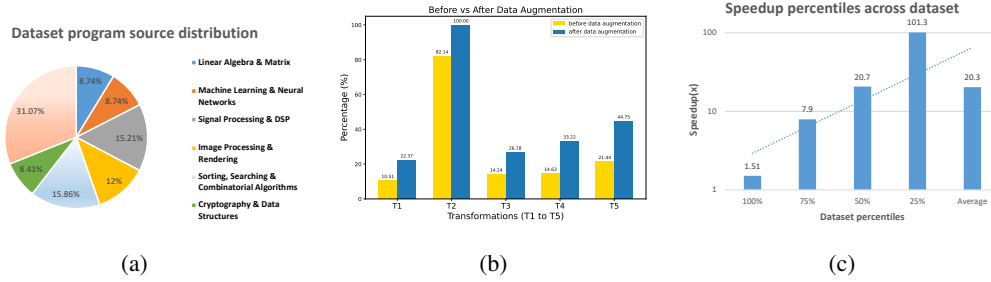 Dataset program source distribution
8.74%
8.74%
15.21%
12%
15.86%
8.41%
31.07%
Linear Algebra & Matrix
Machine Learning & Neural
Networks
Signal Processing & DSP
Image Processing &
Rendering
Sorting, Searching &
Combinatorial Algorithms
Cryptography & Data
Structures
(a)
Before vs After Data Augmentation
before data augmentation
after data augmentation
Percentage (%)
100
80
60
40
20
0
10.51
22.37
82.14
100.00
14.24
26.78
14.63
33.22
21.44
44.75
T1
T2
T3
T4
T5
Transformations (T1 to T5)
(b)
Speedup percentiles across dataset
Speedup(x)
100
10
1
1.51
7.9
20.7
101.3
20.3
100%
75%
50%
25%
Average
Dataset percentiles
(c)